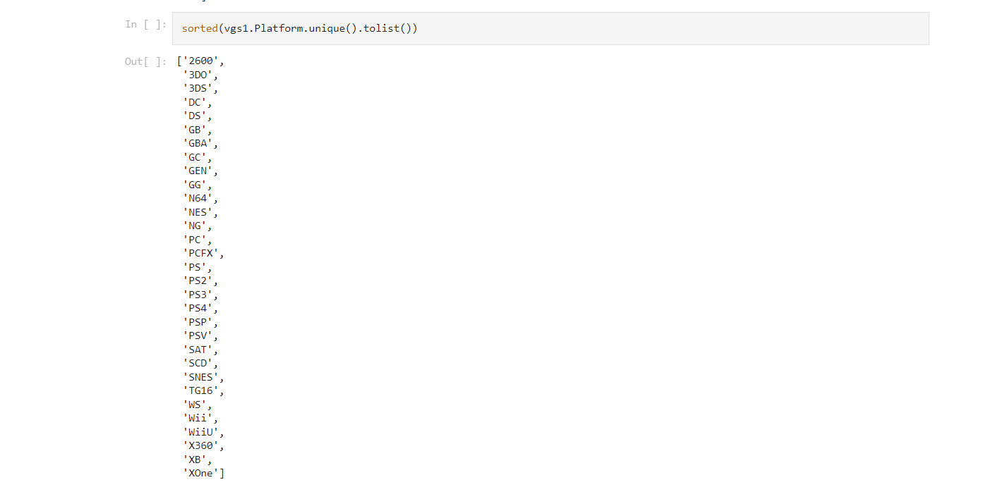 In [ ]: sorted(vgs1.Platform.unique().tolist())
Out[ ]: ['2600',
'3DO',
'3DS',
'DC',
'DS',
'GB',
'GBA',
'GC',
'GEN',
'GG',
'N64',
'NES',
'NG',
'PC',
'PCFX',
'PS',
'PS2',
'PS3',
'PS4',
'PSP',
'PSV',
'SAT',
'SCD',
'SNES',
'TG16',
'WS',
'Wii',
'WiiU',
'X360',
'XB',
'XOne']